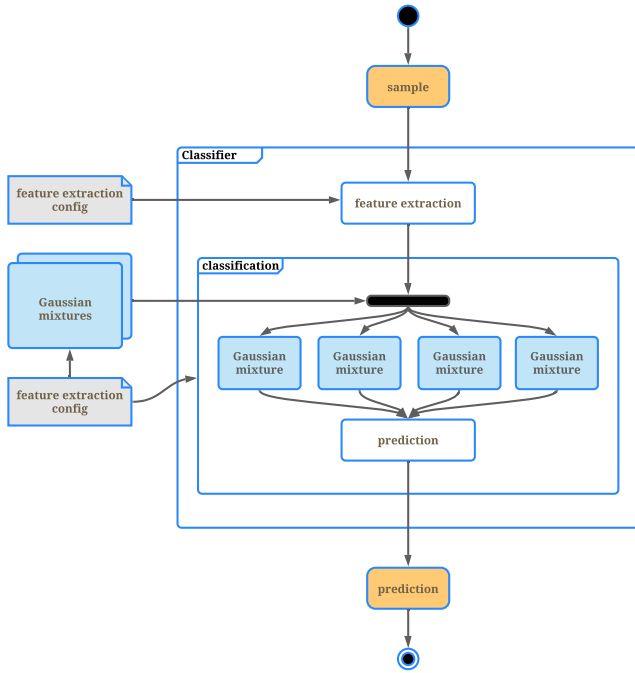 sample
Classifier
feature extraction
config
feature extraction
classification
Gaussian
mixtures
Gaussian
mixture
Gaussian
mixture
Gaussian
mixture
Gaussian
mixture
feature extraction
config
prediction
prediction